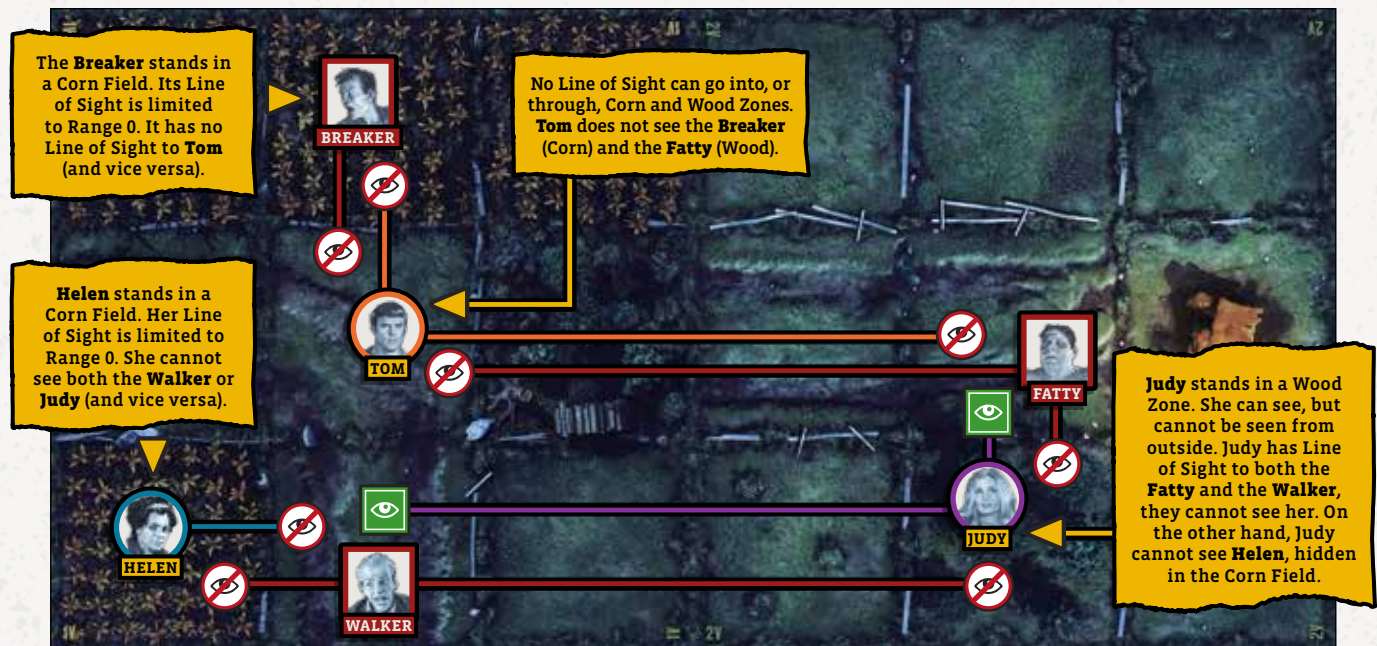 The Breaker stands in
a Corn Field. Its Line
of Sight is limited
to Range 0. It has no
Line of Sight to Tom
(and vice versa).
BREAKER
No Line of Sight can go into, or
through, Corn and Wood Zones.
Tom does not see the Breaker
(Corn) and the Fatty (Wood).
Helen stands in a
Corn Field. Her Line
of Sight is limited to
Range 0. She cannot
see both the Walker or
Judy (and vice versa).
TOM
FATTY
Judy stands in a Wood
Zone. She can see, but
cannot be seen from
outside. Judy has Line
of Sight to both the
Fatty and the Walker,
they cannot see her. On
the other hand, Judy
cannot see Helen, hidden
in the Corn Field.
HELEN
JUDY
WALKER
2V